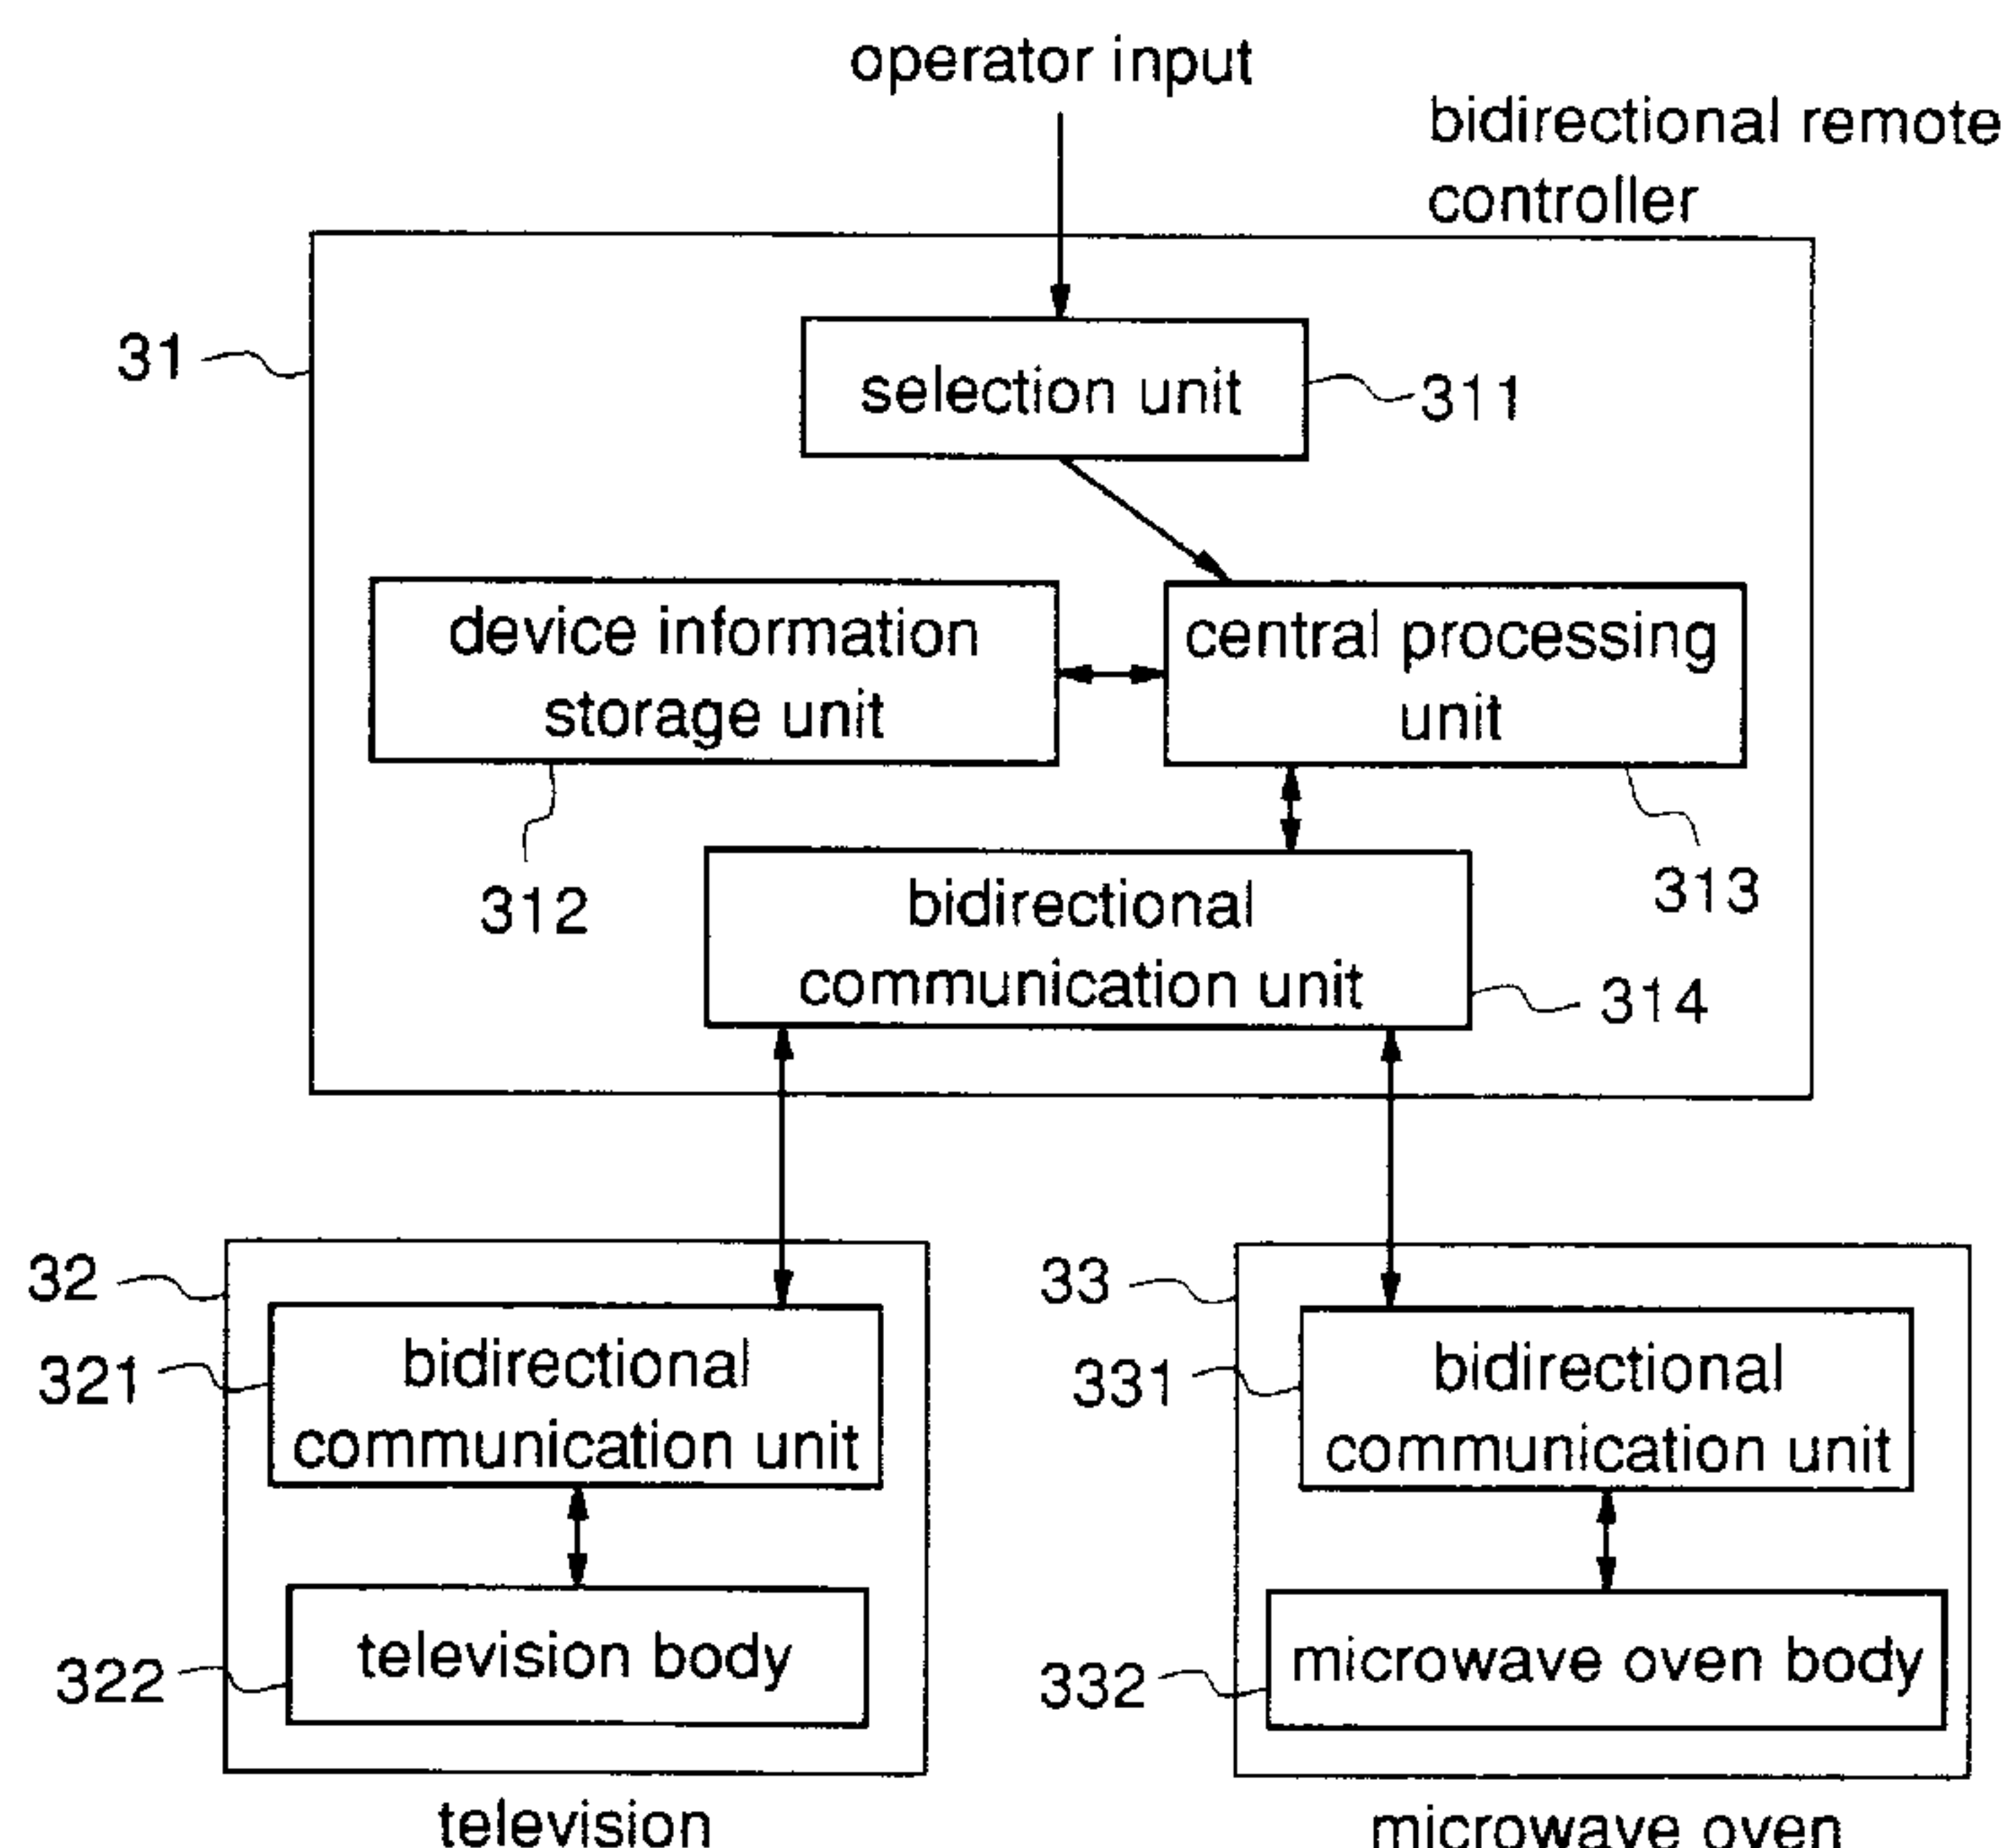 operator input
bidirectional remote
controller
31
selection unit
311
device information
storage unit
central processing
unit
312
313
bidirectional
communication unit
314
32
33
321
bidirectional
communication unit
331
bidirectional
communication unit
322
television body
332
microwave oven body
television
microwave oven